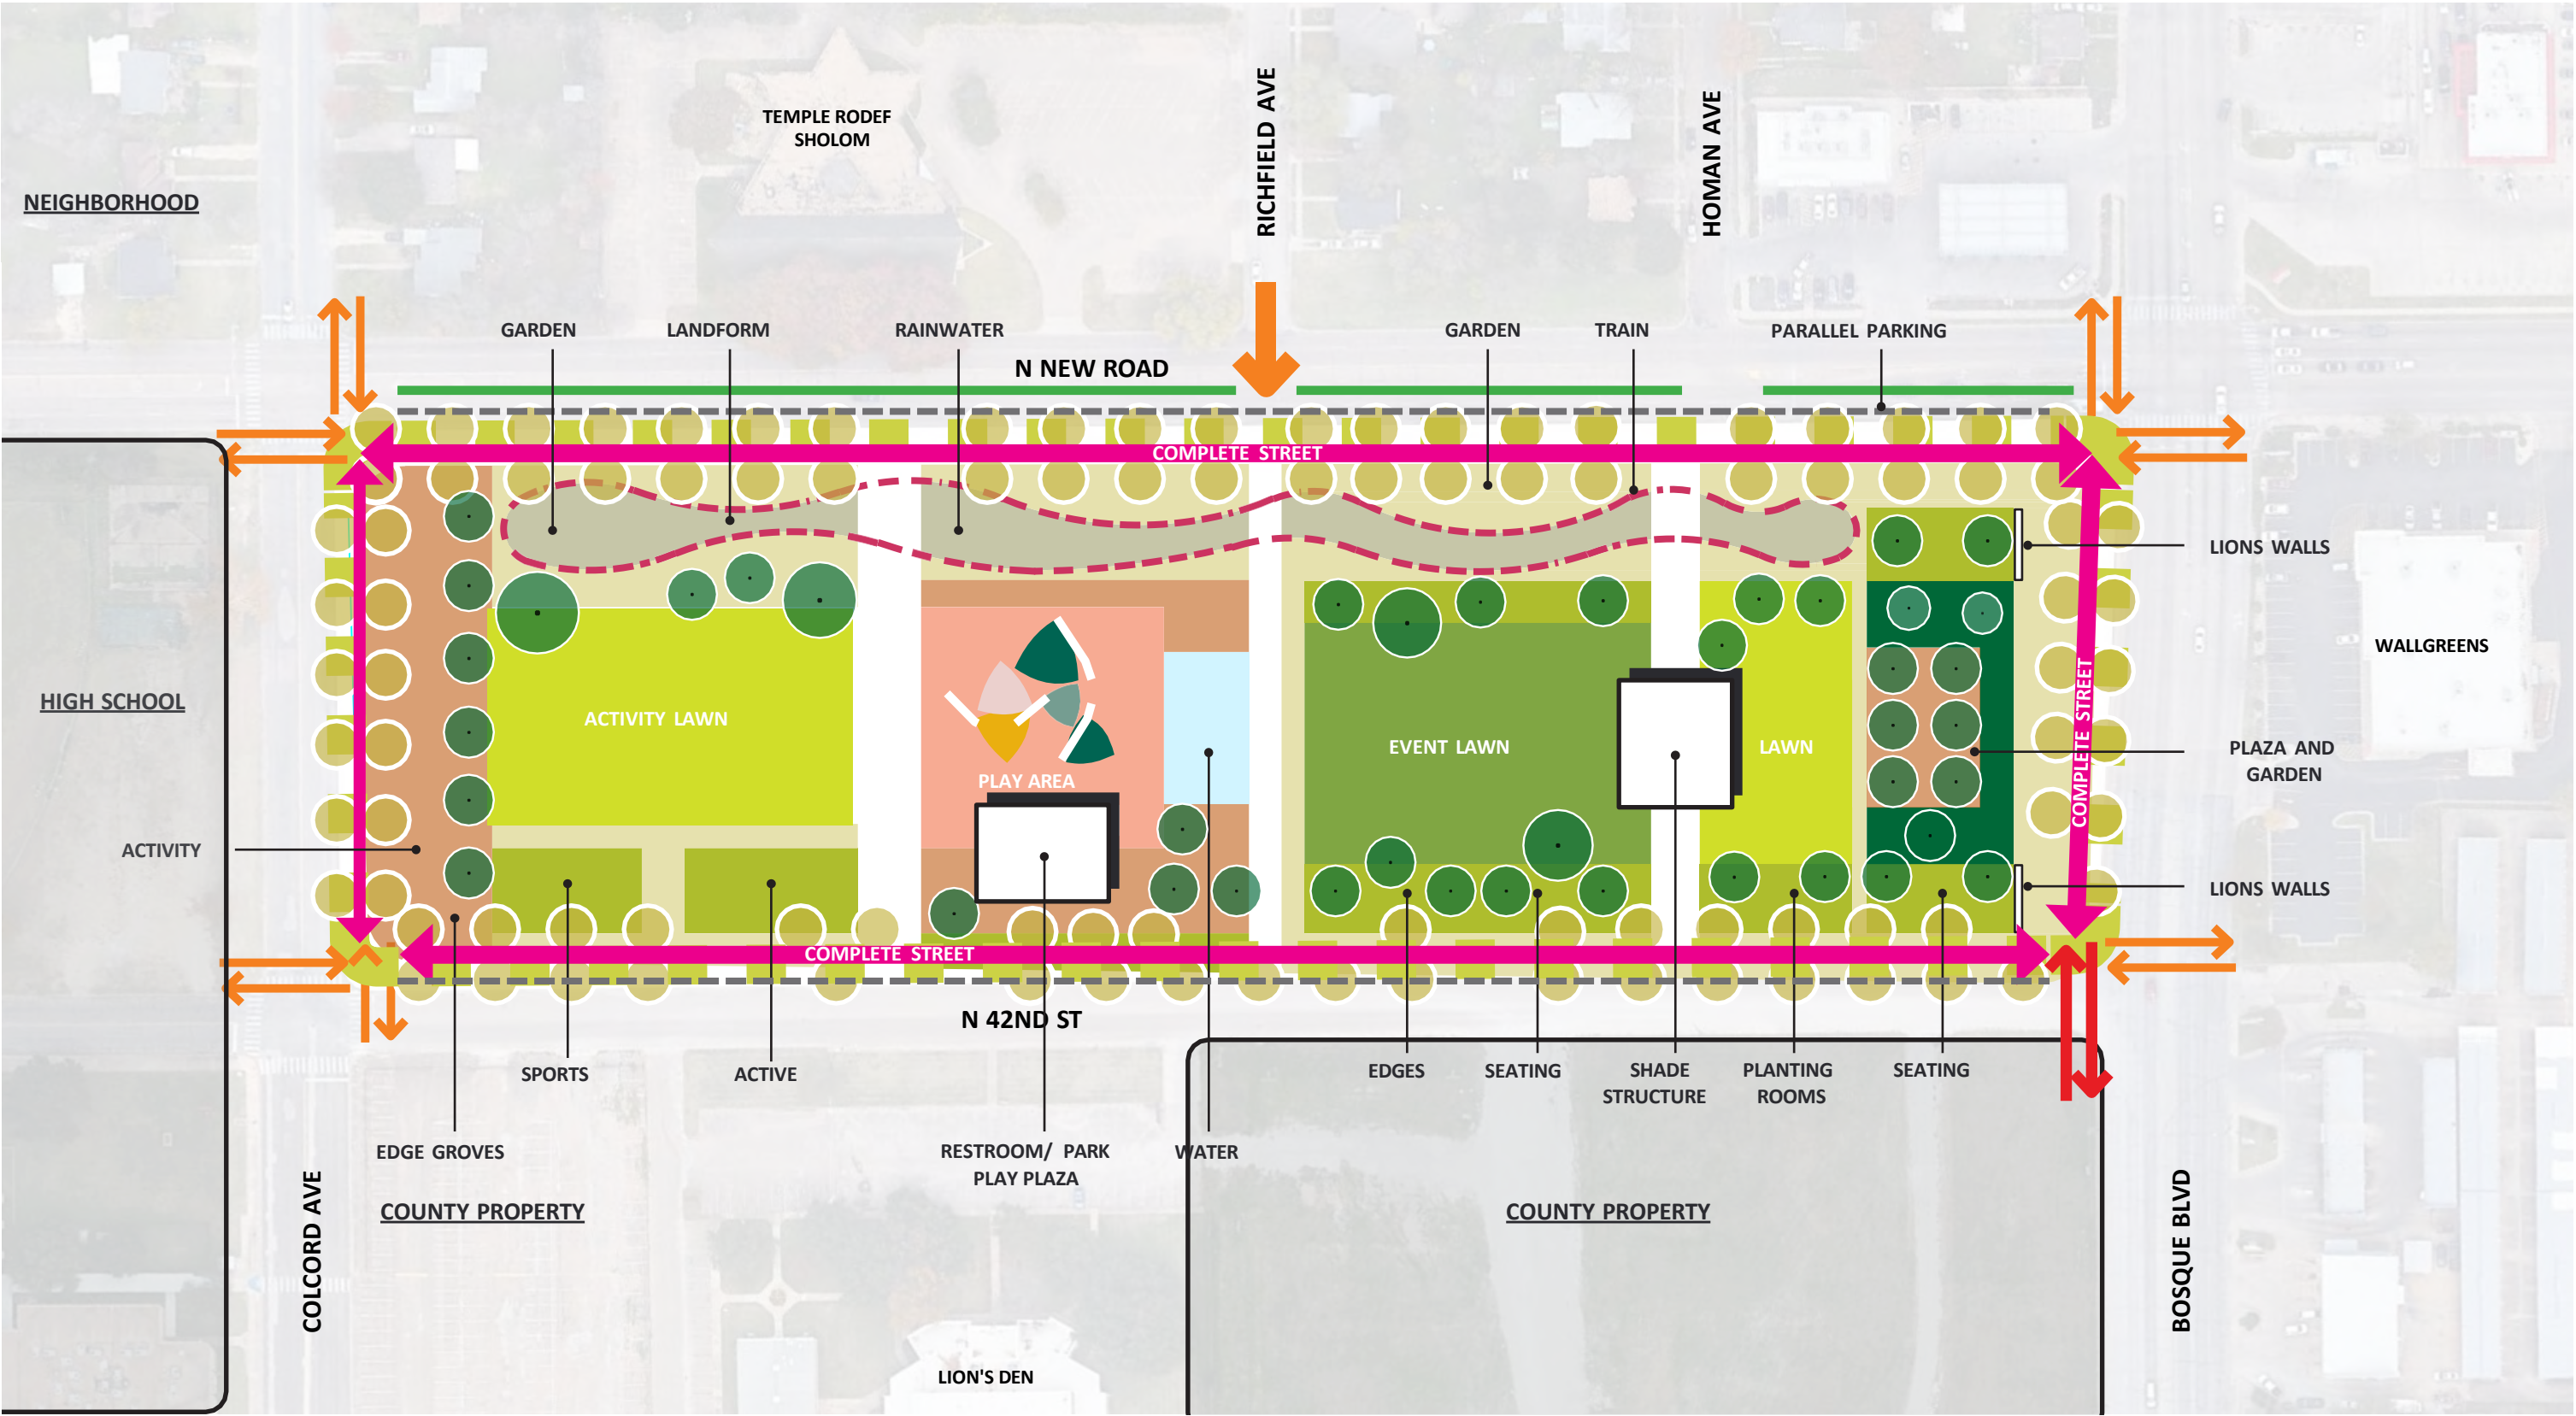 TEMPLE RODEF
SHOLOM
RICHFIELD AVE
HOMAN AVE
NEIGHBORHOOD
GARDEN
LANDFORM
RAINWATER
GARDEN
TRAIN
PARALLEL PARKING
N NEW ROAD
COMPLETE STREET
LIONS WALLS
WALLGREENS
HIGH SCHOOL
ACTIVITY LAWN
PLAY AREA
EVENT LAWN
LAWN
COMPLETE STREET
PLAZA AND
GARDEN
ACTIVITY
LIONS WALLS
COMPLETE STREET
N 42ND ST
SPORTS
ACTIVE
EDGES
SEATING
SHADE
STRUCTURE
PLANTING
ROOMS
SEATING
EDGE GROVES
RESTROOM/ PARK
PLAY PLAZA
WATER
COLCORD AVE
COUNTY PROPERTY
COUNTY PROPERTY
BOSQUE BLVD
LION'S DEN